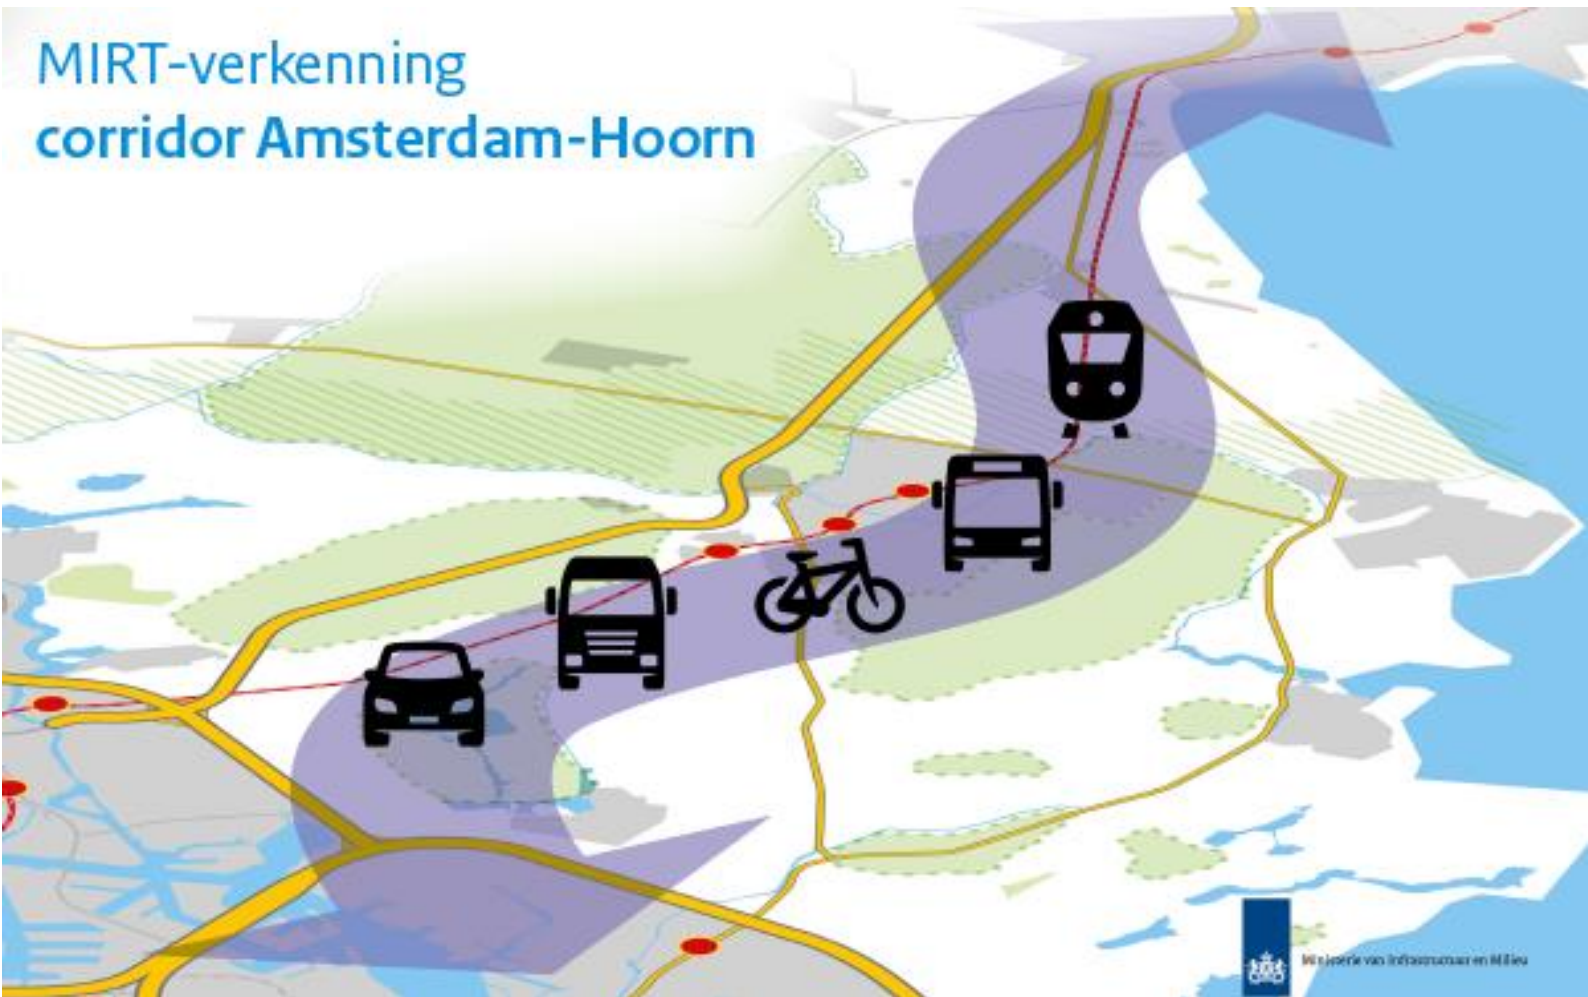 MIRT-verkenning
corridor Amsterdam-Hoorn
Ministerie van Infrastructuur en Milieu